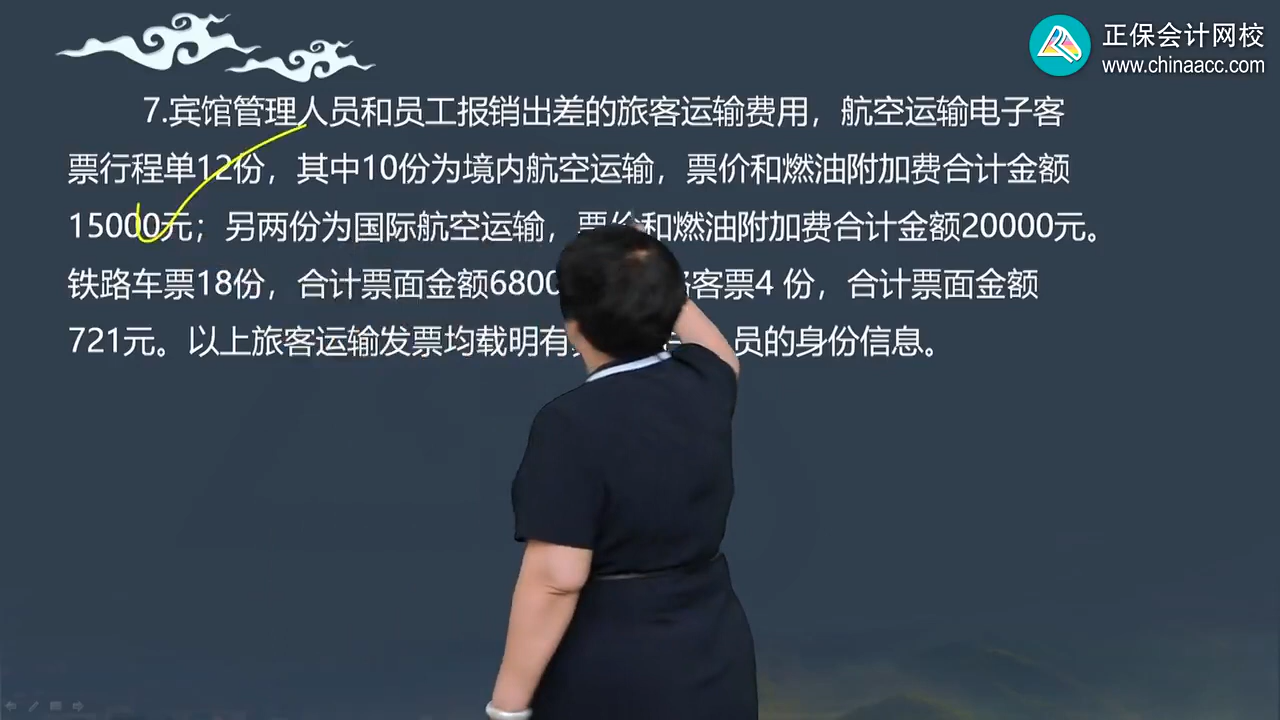 正保会计网校
www.chinaacc.com
7.宾馆管理人员和员工报销出差的旅客运输费用，航空运输电子客
票行程单12份，其中10份为境内航空运输，票价和燃油附加费合计金额
15000元；另两份为国际航空运输，票价和燃油附加费合计金额20000元。
铁路车票18份，合计票面金额6800 客票4 份，合计票面金额
721元。以上旅客运输发票均载明有 员的身份信息。